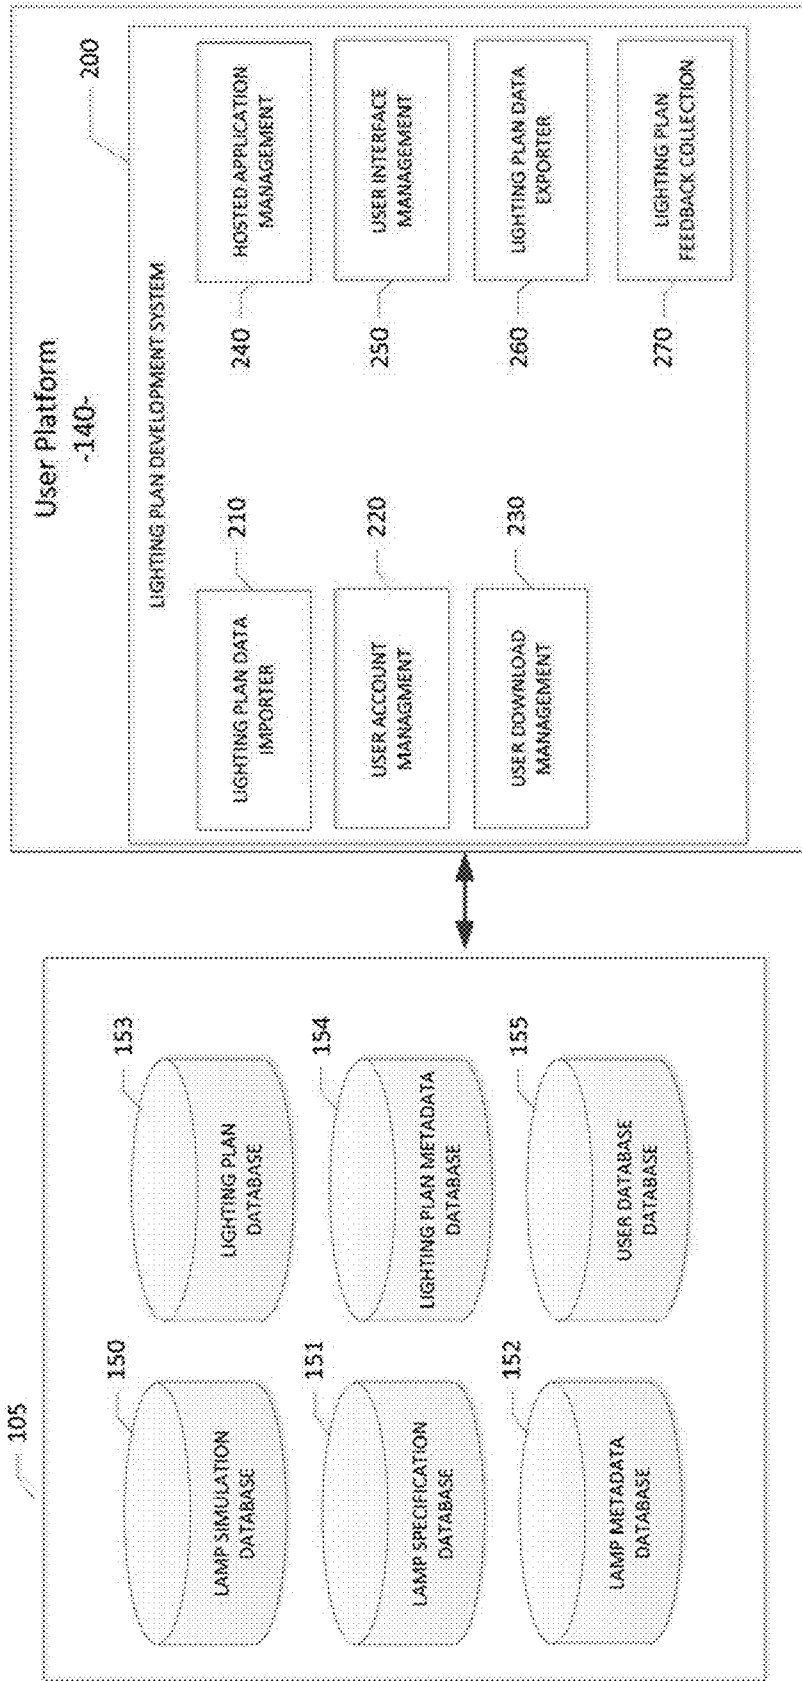 105
LAMP SIMULATION
DATABASE
150
LAMP SPECIFICATION
DATABASE
151
LAMP METADATA
DATABASE
152
LIGHTING PLAN
DATABASE
153
LIGHTING PLAN METADATA
DATABASE
154
USER DATABASE
DATABASE
155
User Platform
-140-
200
LIGHTING PLAN DEVELOPMENT SYSTEM
LIGHTING PLAN DATA
IMPORTER
210
USER ACCOUNT
MANAGMENT
220
USER DOWNLOAD
MANAGEMENT
230
HOSTED APPLICATION
MANAGEMENT
240
USER INTERFACE
MANAGEMENT
250
LIGHTING PLAN DATA
EXPORTER
260
LIGHTING PLAN
FEEDBACK COLLECTION
270